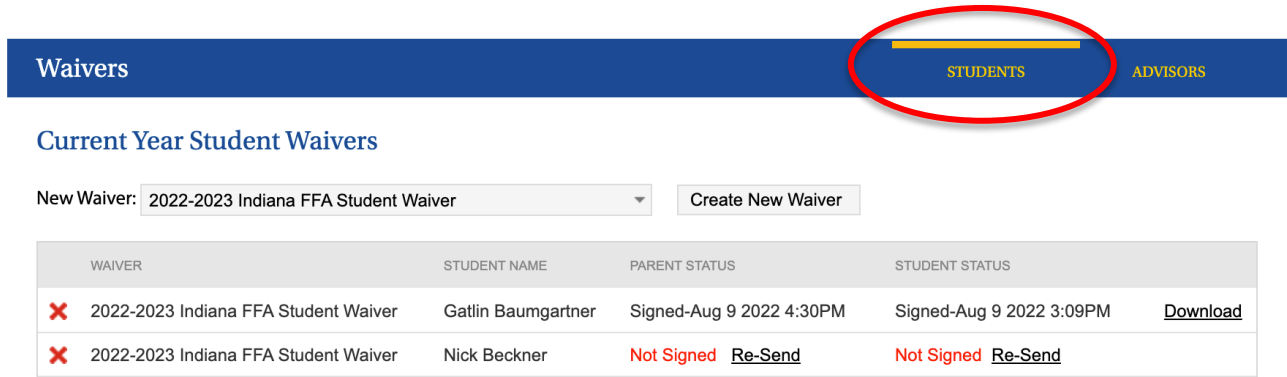 Waivers STUDENTS ADVISORS
Current Year Student Waivers
New Waiver: 2022-2023 Indiana FFA Student Waiver Create New Waiver
WAIVER STUDENT NAME PARENT STATUS STUDENT STATUS
2022-2023 Indiana FFA Student Waiver Gatlin Baumgartner Signed-Aug 9 2022 4:30PM Signed-Aug 9 2022 3:09PM Download
2022-2023 Indiana FFA Student Waiver Nick Beckner Not Signed Re-Send Not Signed Re-Send